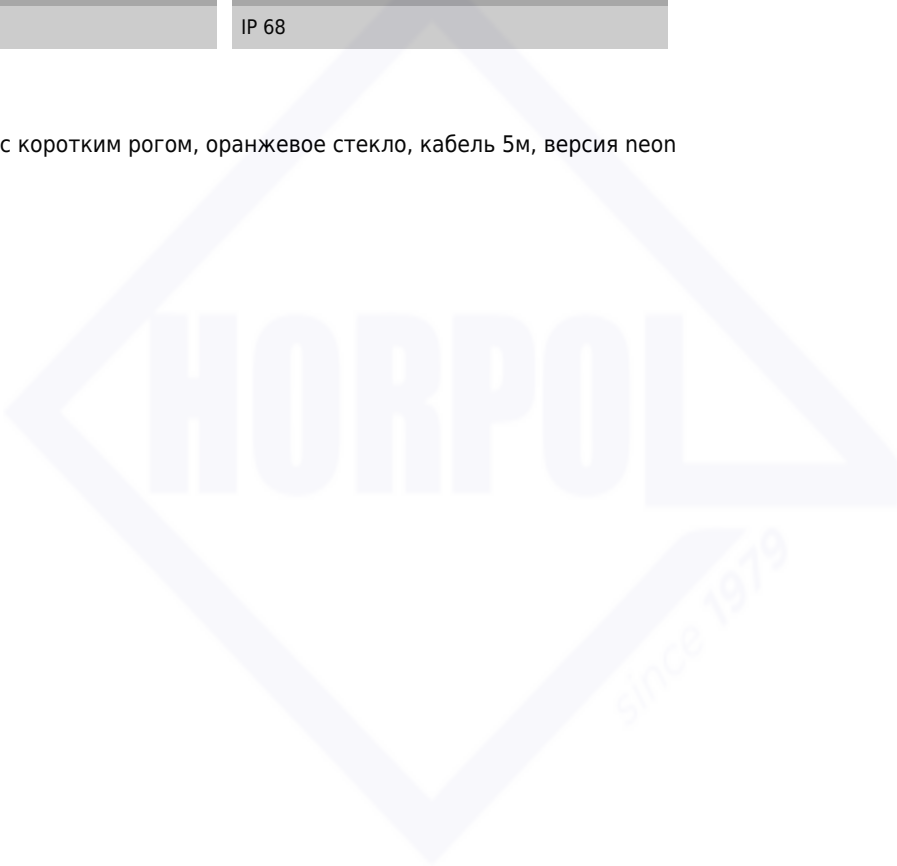 IP 68
с коротким рогом, оранжевое стекло, кабель 5м, версия neon
HORPOL
since 1979